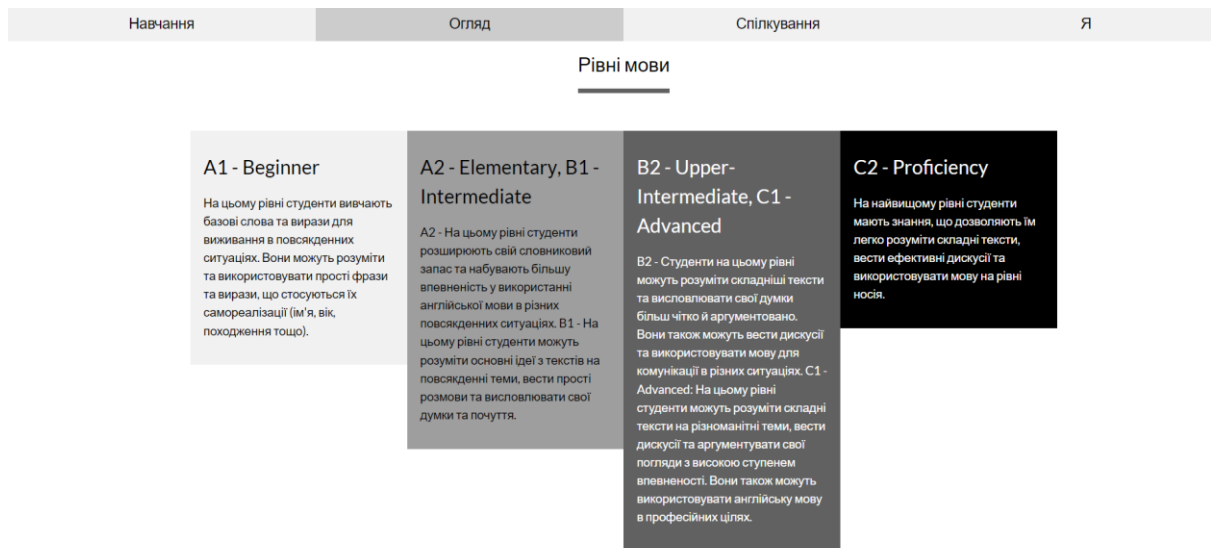 Навчання
Огляд
Спілкування
Я
Рівні мови
A1 - Beginner
На цьому рівні студенти вивчають
базові слова та вирази для
виживання в повсякденних
ситуаціях. Вони можуть розуміти
та використовувати прості фрази
та вирази, що стосуються їх
самореалізації (ім'я, вік,
походження тощо).
A2 - Elementary, B1 -
Intermediate
A2 - На цьому рівні студенти
розширюють свій словниковий
запас та набувають більшу
впевненість у використанні
англійської мови в різних
повсякденних ситуаціях. B1 - На
цьому рівні студенти можуть
розуміти основні ідеї з текстів на
повсякденні теми, вести прості
розмови та висловлювати свої
думки та почуття.
B2 - Upper-
Intermediate, C1 -
Advanced
B2 - Студенти на цьому рівні
можуть розуміти складніші тексти
та висловлювати свої думки
більш чітко й аргументовано.
Вони також можуть вести дискусії
та використовувати мову для
комунікації в різних ситуаціях. C1 -
Advanced: На цьому рівні
студенти можуть розуміти складні
тексти на різноманітні теми, вести
дискусії та аргументувати свої
погляди з високою ступенем
впевненості. Вони також можуть
використовувати англійську мову
в професійних цілях.
C2 - Proficiency
На найвищому рівні студенти
мають знання, що дозволяють їм
легко розуміти складні тексти,
вести ефективні дискусії та
використовувати мову на рівні
носія.